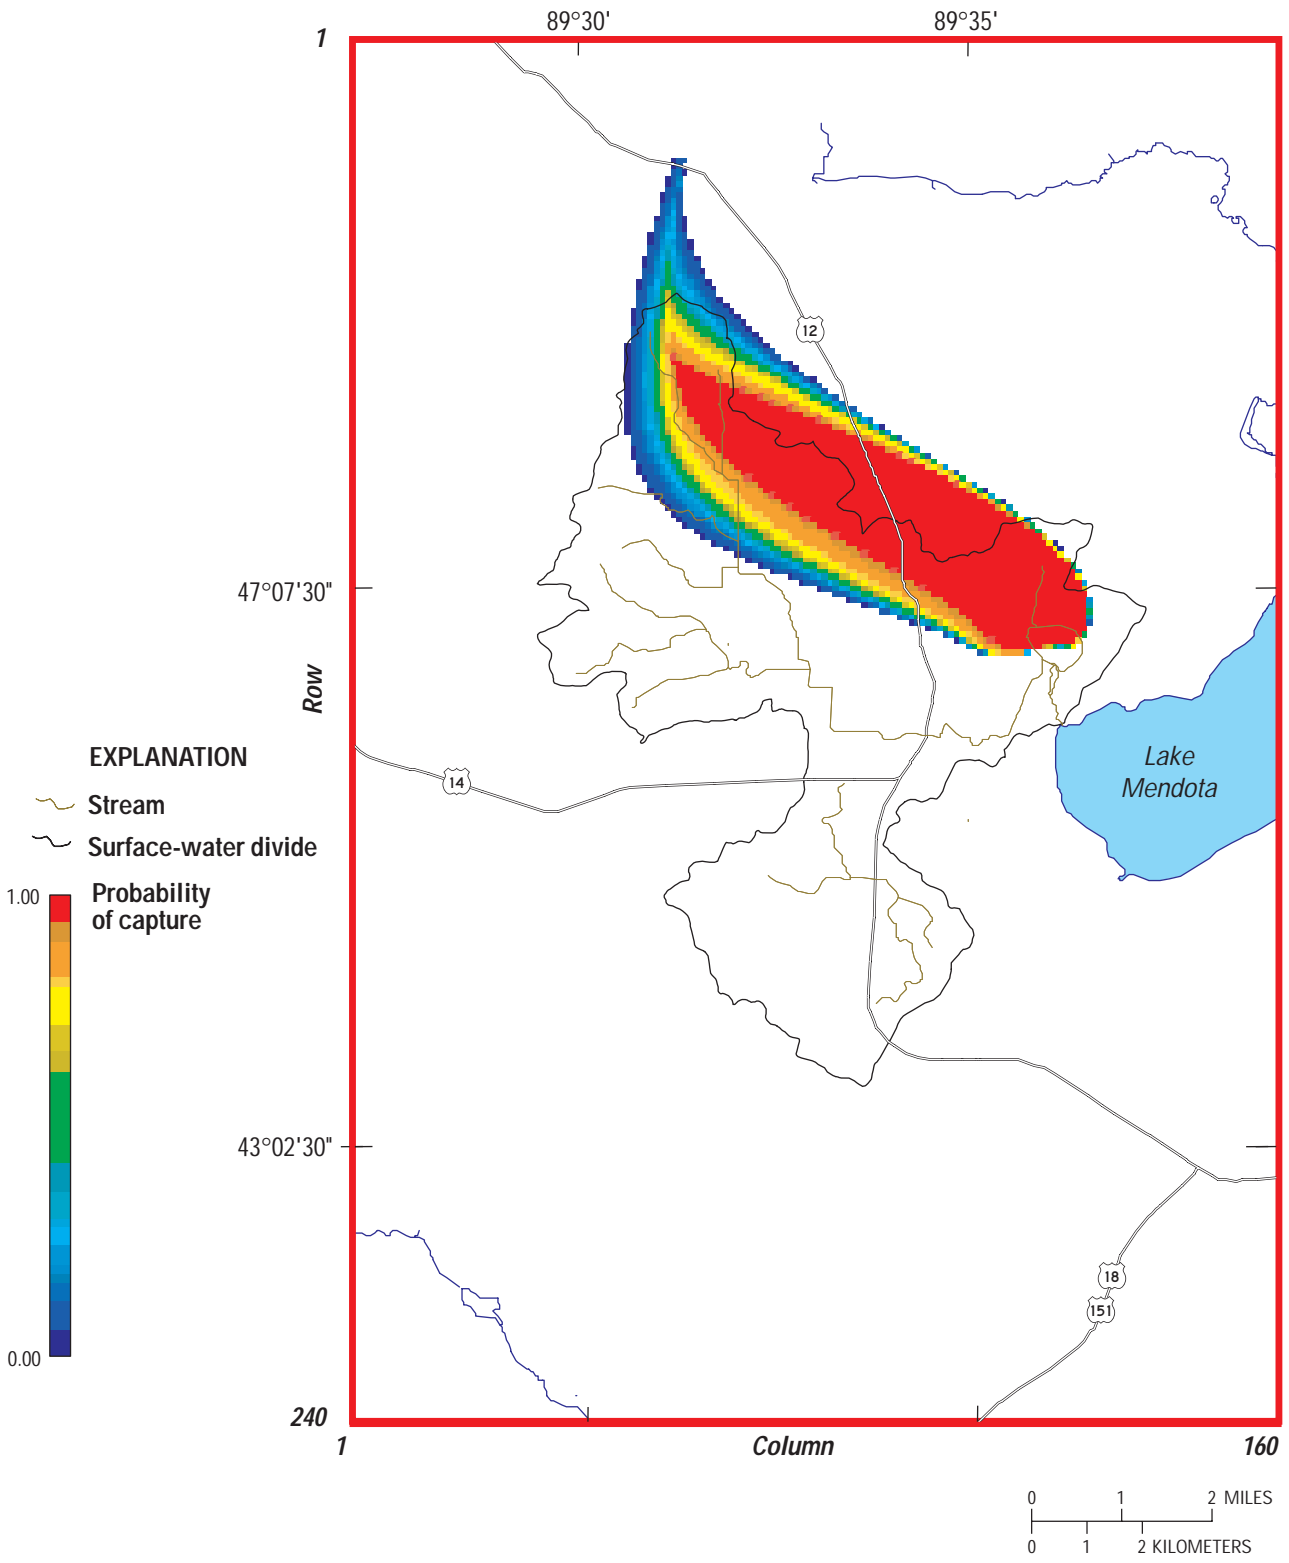 89°30' 89°35'
1
12
47°07'30"
Row
EXPLANATION
Stream
Surface-water divide
Probability
of capture
1.00
0.00
14
Lake
Mendota
43°02'30"
18
151
240
1 Column 160
0 1 2 MILES
0 1 2 KILOMETERS